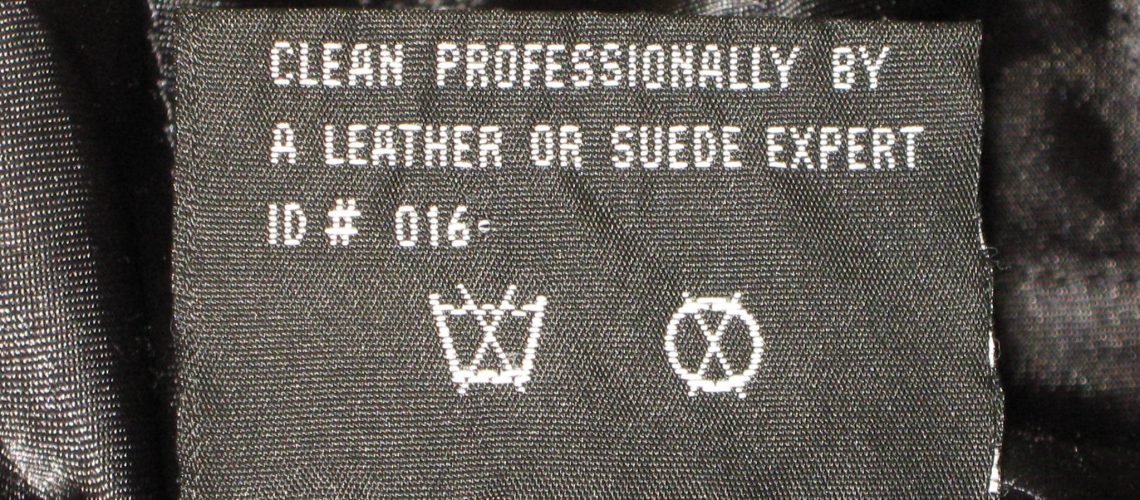 CLEAN PROFESSIONALLY BY
A LEATHER OR SUEDE EXPERT
ID # 016-